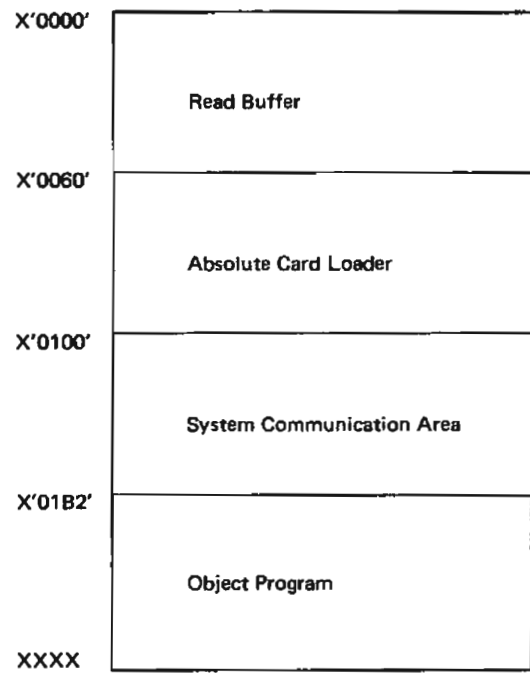 X'0000'
Read Buffer
X'0060'
Absolute Card Loader
X'0100'
System Communication Area
X'01B2'
Object Program
XXXX